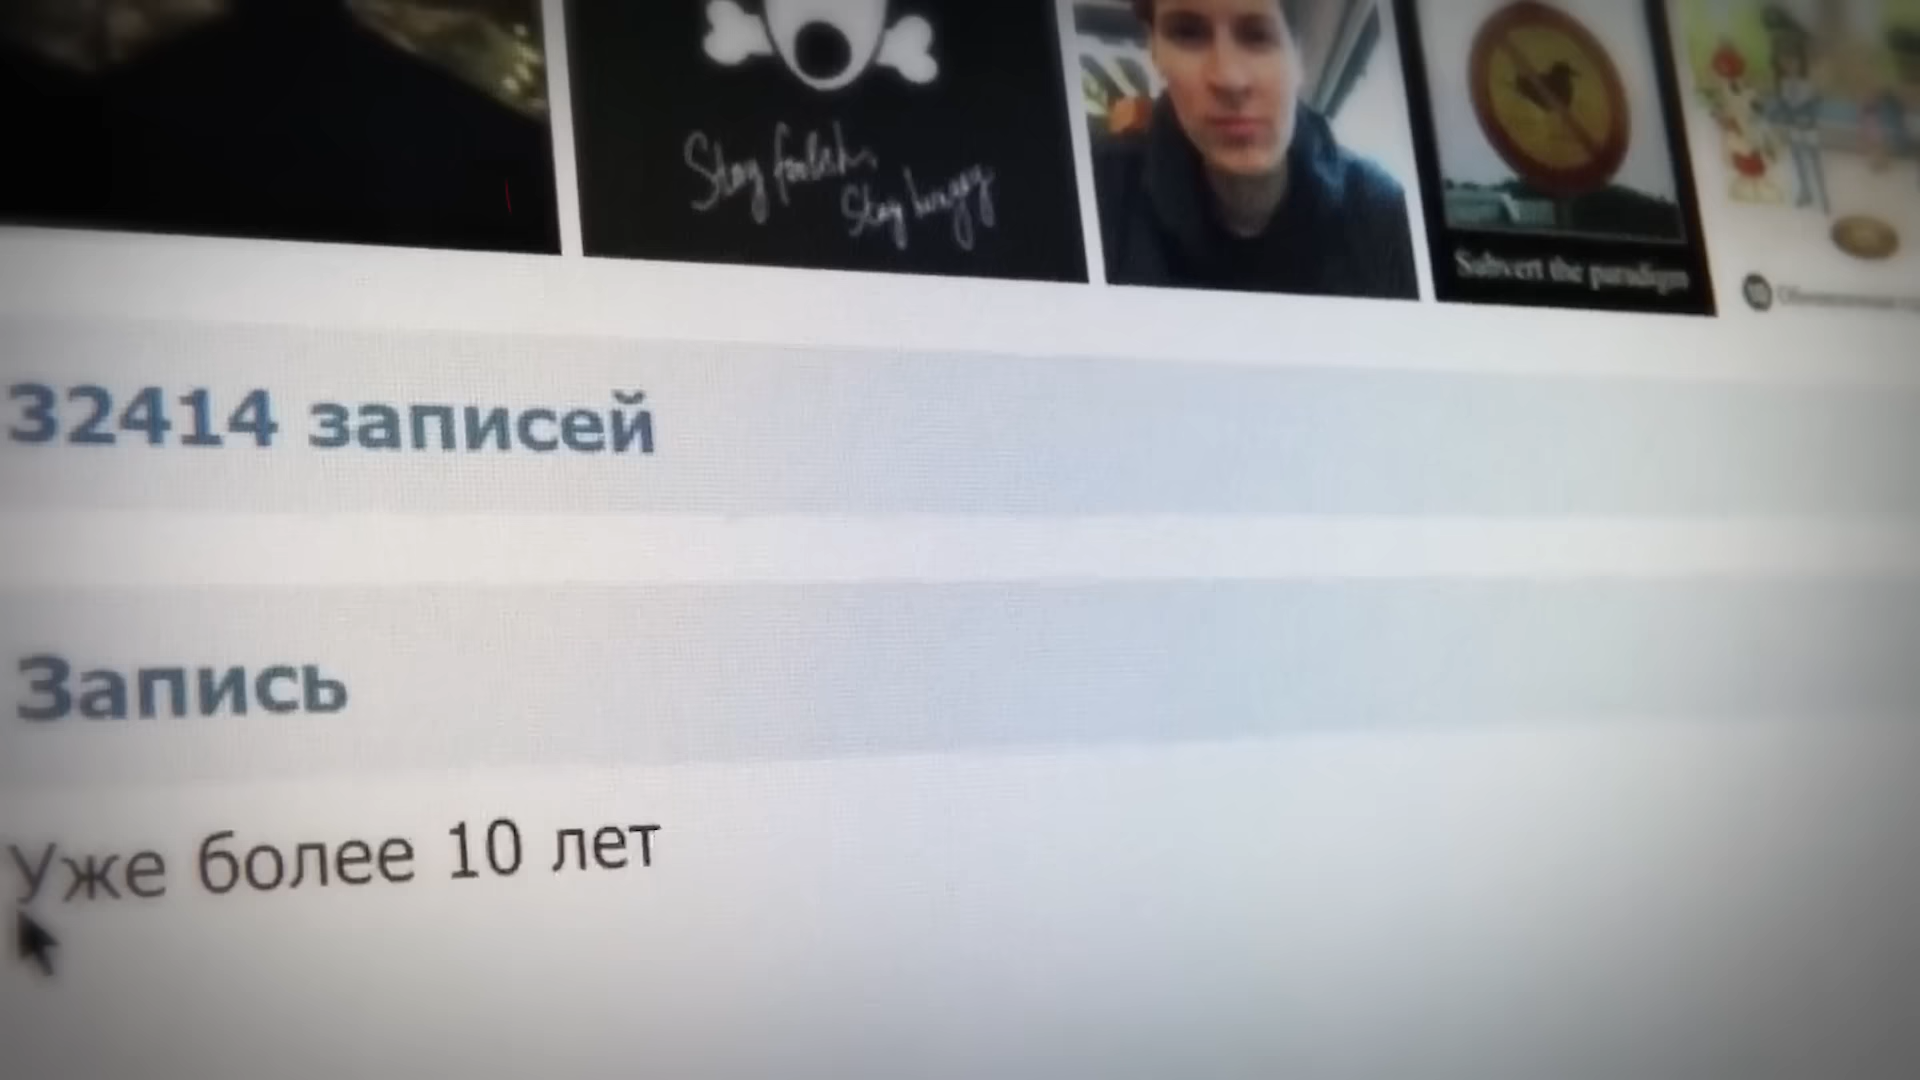 Stay foolish,
Stay hungry
Subvert the paradigm
32414 записей
Запись
Уже более 10 лет